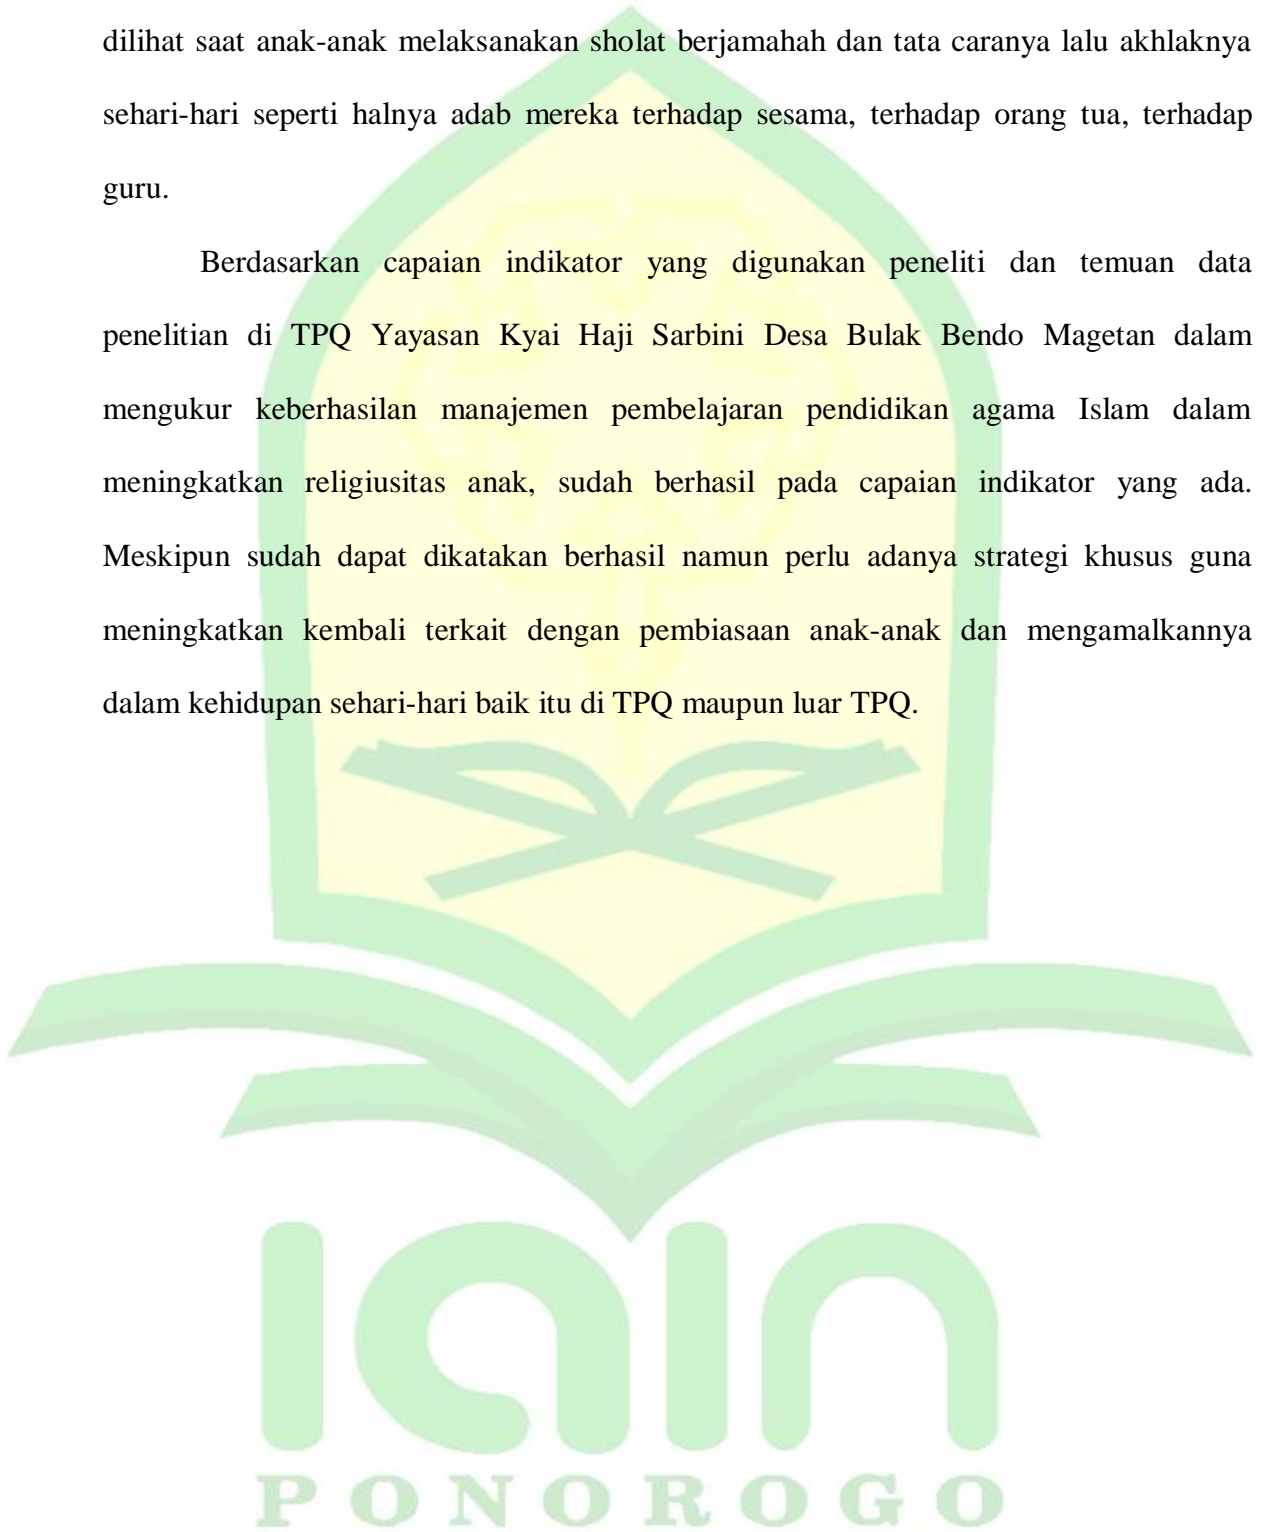 dilihat saat anak-anak melaksanakan sholat berjamahah dan tata caranya lalu akhlaknya
sehari-hari seperti halnya adab mereka terhadap sesama, terhadap orang tua, terhadap
guru.
Berdasarkan capaian indikator yang digunakan peneliti dan temuan data
penelitian di TPQ Yayasan Kyai Haji Sarbini Desa Bulak Bendo Magetan dalam
mengukur keberhasilan manajemen pembelajaran pendidikan agama Islam dalam
meningkatkan religiusitas anak, sudah berhasil pada capaian indikator yang ada.
Meskipun sudah dapat dikatakan berhasil namun perlu adanya strategi khusus guna
meningkatkan kembali terkait dengan pembiasaan anak-anak dan mengamalkannya
dalam kehidupan sehari-hari baik itu di TPQ maupun luar TPQ.
iain
PONOROGO